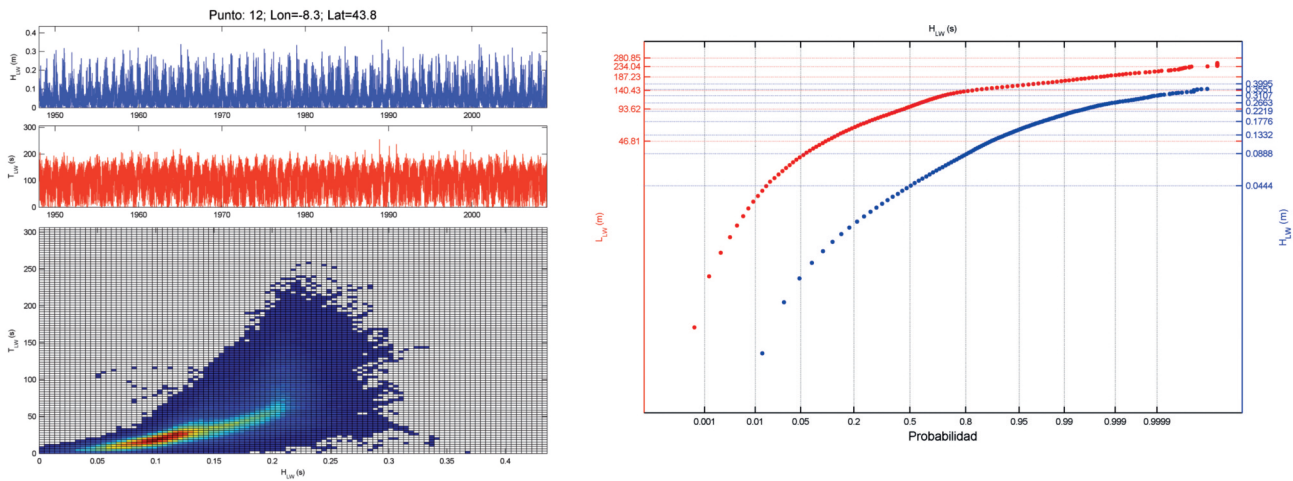 Punto: 12; Lon=-8.3; Lat=43.8
H_LW (m)
0.4
0.3
0.2
0.1
0
1950 1960 1970 1980 1990 2000
T_LW (s)
300
200
100
0
1950 1960 1970 1980 1990 2000
T_LW (s)
300
250
200
150
100
50
0
0 0.05 0.1 0.15 0.2 0.25 0.3 0.35 0.4
H_LW (s)
H_LW (s)
L_LW (m)
280.85
234.04
187.23
140.43
93.62
46.81
0.3995
0.3551
0.3107
0.2663
0.2219
0.1776
0.1332
0.0888
0.0444
H_LW (m)
0.001 0.01 0.05 0.2 0.5 0.8 0.95 0.99 0.999 0.9999
Probabilidad